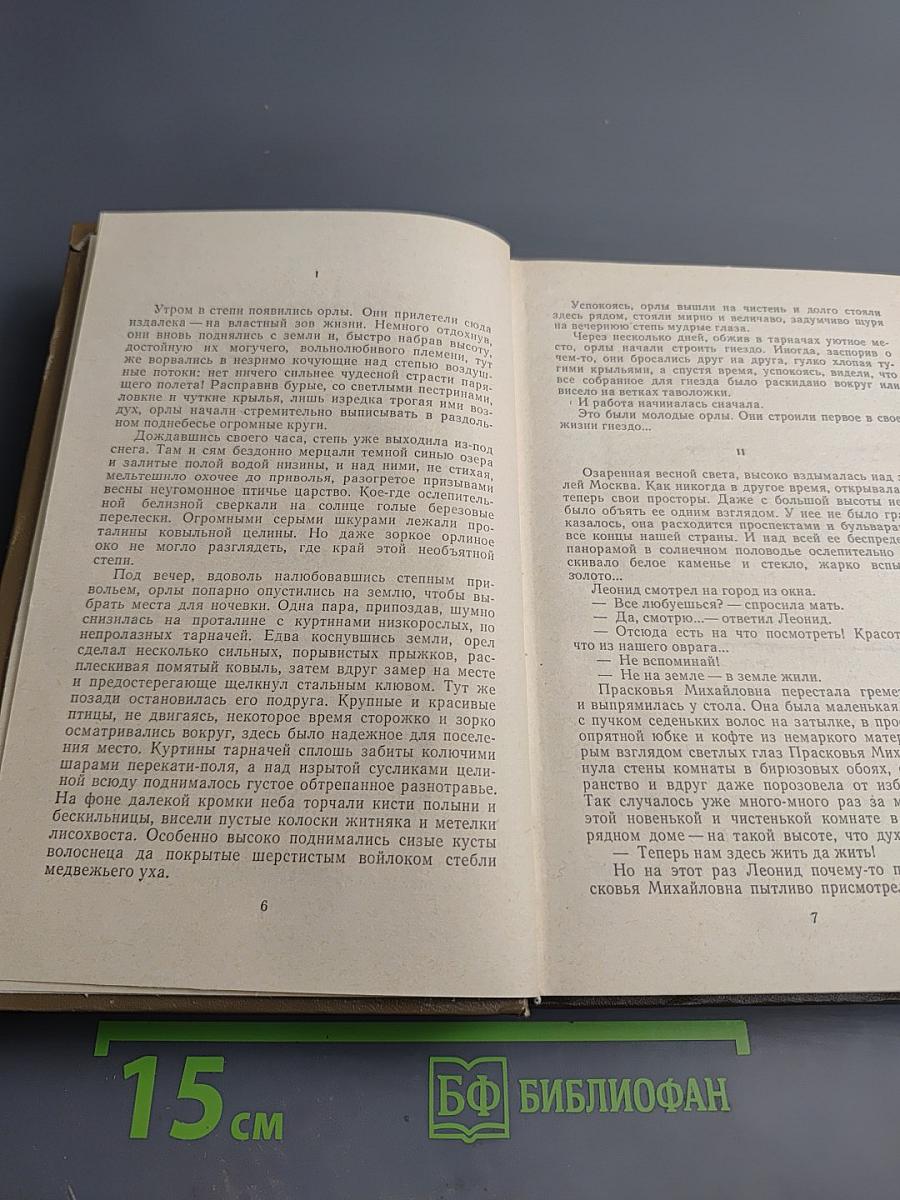 I
Утром в степи появились орлы. Они прилетели сюда
издалека — на властный зов жизни. Немного отдохнув,
они вновь поднялись с земли и, быстро набрав высоту,
достойную их могучего, вольнолюбивого племени, тут
же ворвались в незримо кочующие над степью воздуш-
ные потоки: нет ничего сильнее чудесной страсти паря-
щего полета! Расправив бурые, со светлыми пестринами,
ловкие и чуткие крылья, лишь изредка трогая ими воз-
дух, орлы начали стремительно выписывать в раздоль-
ном поднебесье огромные круги.
Дождавшись своего часа, степь уже выходила из-под
снега. Там и сям бездонно мерцали темной синью озера
и залитые полой водой низины, и над ними, не стихая,
мельтешило охочее до приволья, разогретое призывами
весны неугомонное птичье царство. Кое-где ослепитель-
ной белизной сверкали на солнце голые березовые
перелески. Огромными серыми шкурами лежали про-
талины ковыльной целины. Но даже зоркое орлиное
око не могло разглядеть, где край этой необъятной
степи.
Под вечер, вдоволь налюбовавшись степным при-
вольем, орлы попарно опустились на землю, чтобы вы-
брать места для ночевки. Одна пара, припоздав, шумно
снизилась на проталине с куртинами низкорослых, но
непролазных тарначей. Едва коснувшись земли, орел
сделал несколько сильных, порывистых прыжков, рас-
плескивая помятый ковыль, затем вдруг замер на месте
и предостерегающе щелкнул стальным клювом. Тут же
позади остановилась его подруга. Крупные и красивые
птицы, не двигаясь, некоторое время сторожко и зорко
осматривались вокруг, здесь было надежное для поселе-
ния место. Куртины тарначей сплошь забиты колючими
шарами перекати-поля, а над изрытой сусликами цели-
ной всюду поднималось густое обтрепанное разнотравье.
На фоне далекой кромки неба торчали кисти полыни и
бескильницы, висели пустые колоски житняка и метелки
лисохвоста. Особенно высоко поднимались сизые кусты
волоснеца да покрытые шерстистым войлоком стебли
медвежьего уха.
6
Успокоясь, орлы вышли на чистень и долго стояли
здесь рядом, стояли мирно и величаво, задумчиво щуря
на вечернюю степь мудрые глаза.
Через несколько дней, обжив в тарначах уютное ме-
сто, орлы начали строить гнездо. Иногда, заспорив о
чем-то, они бросались друг на друга, гулко хлопая ту-
гими крыльями, а спустя время, успокоясь, видели, что
все собранное для гнезда было раскидано вокруг или
висело на ветках таволожки.
И работа начиналась сначала.
Это были молодые орлы. Они строили первое в свое
жизни гнездо...
II
Озаренная весной света, высоко вздымалась над з
лей Москва. Как никогда в другое время, открывала
теперь свои просторы. Даже с большой высоты не
было объять ее одним взглядом. У нее не было гра
казалось, она расходится проспектами и бульвара
все концы нашей страны. И над всей ее беспреде
панорамой в солнечном половодье ослепительно
скивало белое каменье и стекло, жарко вспы
золото...
Леонид смотрел на город из окна.
— Все любуешься? — спросила мать.
— Да, смотрю...— ответил Леонид.
— Отсюда есть на что посмотреть! Красот
что из нашего оврага...
— Не вспоминай!
— Не на земле — в земле жили.
Прасковья Михайловна перестала греме
и выпрямилась у стола. Она была маленькая
с пучком седеньких волос на затылке, в про
опрятной юбке и кофте из немаркого матер
рым взглядом светлых глаз Прасковья Мих
нула стены комнаты в бирюзовых обоях,
ранство и вдруг даже порозовела от изб
Так случалось уже много-много раз за м
этой новенькой и чистенькой комнате в
рядном доме — на такой высоте, что дух
— Теперь нам здесь жить да жить!
Но на этот раз Леонид почему-то п
сковья Михайловна пытливо присмотрел
7
15 см
БФ БИБЛИОФАН